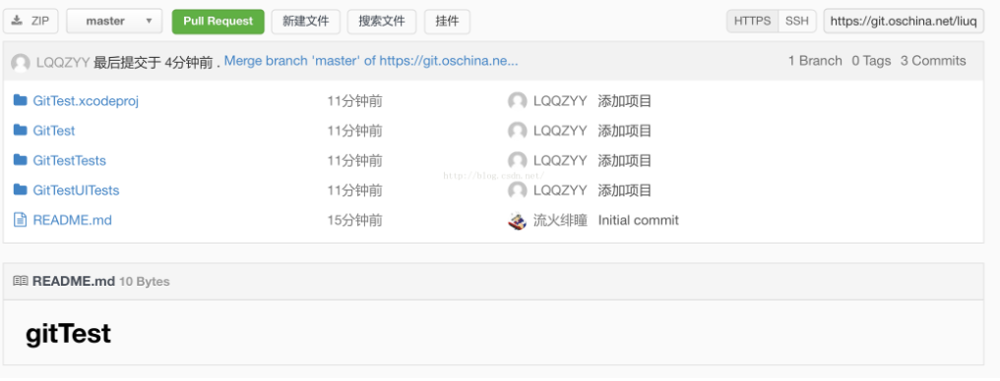 ZIP master Pull Request 新建文件 搜索文件 挂件 HTTPS SSH https://git.oschina.net/liuq
LQQZYY 最后提交于 4分钟前 . Merge branch 'master' of https://git.oschina.ne... 1 Branch 0 Tags 3 Commits
GitTest.xcodeproj 11分钟前 LQQZYY 添加项目
GitTest 11分钟前 LQQZYY 添加项目
GitTestTests 11分钟前 LQQZYY 添加项目
http://blog.csdn.net/
GitTestUITests 11分钟前 LQQZYY 添加项目
README.md 15分钟前 流火绯瞳 Initial commit
README.md 10 Bytes
gitTest